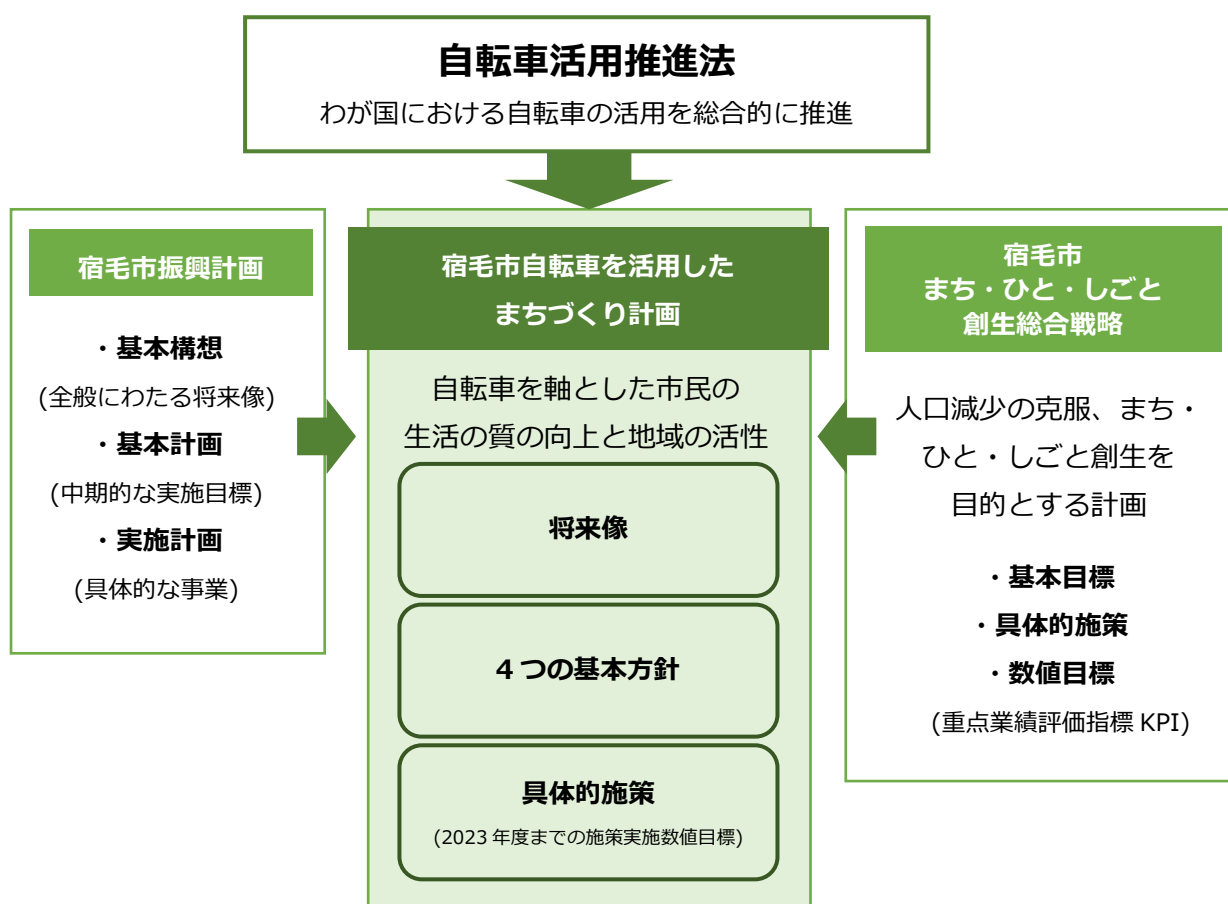 自転車活用推進法
わが国における自転車の活用を総合的に推進
宿毛市振興計画
・基本構想
(全般にわたる将来像)
・基本計画
(中期的な実施目標)
・実施計画
(具体的な事業)
宿毛市自転車を活用した
まちづくり計画
自転車を軸とした市民の
生活の質の向上と地域の活性
将来像
4つの基本方針
具体的施策
(2023年度までの施策実施数値目標)
宿毛市
まち・ひと・しごと
創生総合戦略
人口減少の克服、まち・
ひと・しごと創生を
目的とする計画
・基本目標
・具体的施策
・数値目標
(重点業績評価指標 KPI)